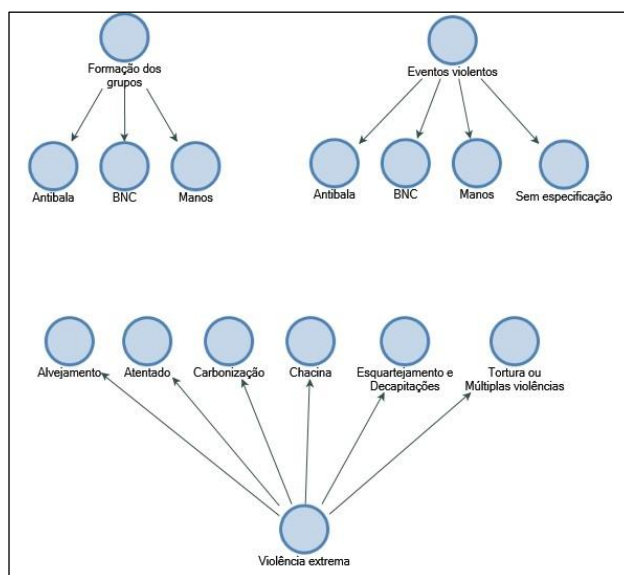 Formação dos
grupos
Eventos violentos
Antibala
BNC
Manos
Antibala
BNC
Manos
Sem especificação
Alvejamento
Atentado
Carbonização
Chacina
Esquartejamento e
Decapitações
Tortura ou
Múltiplas violências
Violência extrema